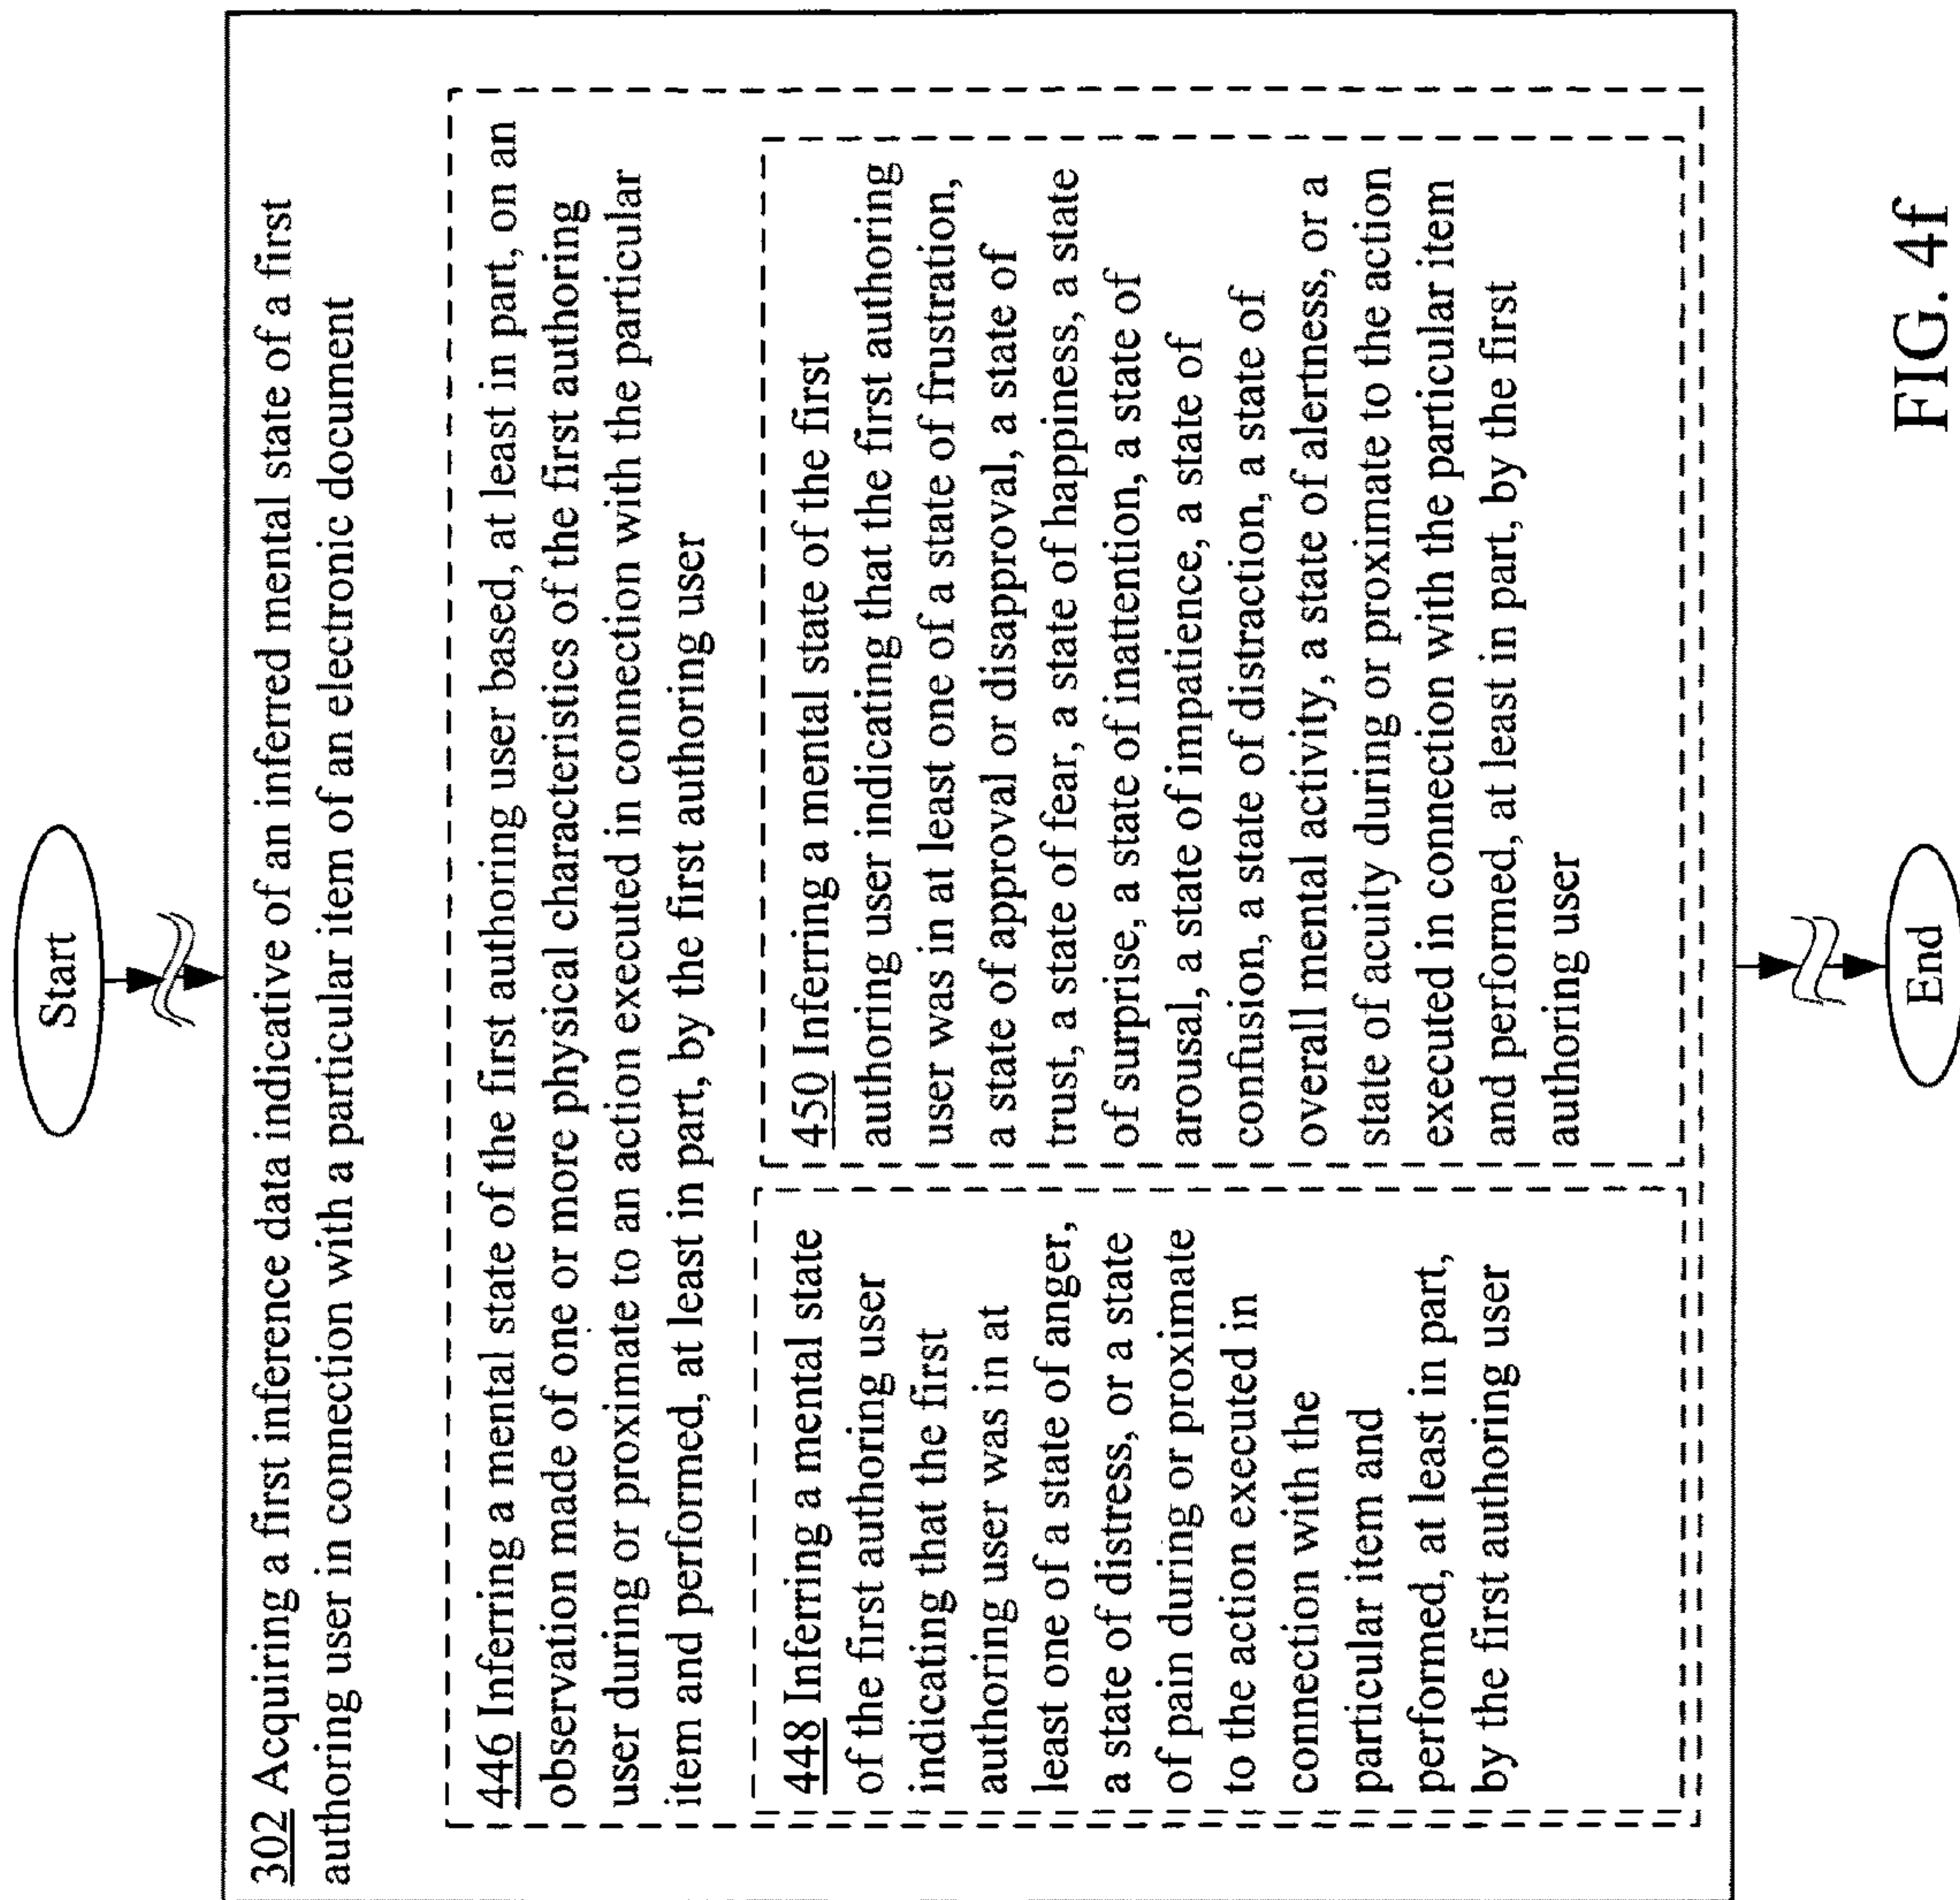 Start
302 Acquiring a first inference data indicative of an inferred mental state of a first
authoring user in connection with a particular item of an electronic document
446 Inferring a mental state of the first authoring user based, at least in part, on an
observation made of one or more physical characteristics of the first authoring
user during or proximate to an action executed in connection with the particular
item and performed, at least in part, by the first authoring user
448 Inferring a mental state
of the first authoring user
indicating that the first
authoring user was in at
least one of a state of anger,
a state of distress, or a state
of pain during or proximate
to the action executed in
connection with the
particular item and
performed, at least in part,
by the first authoring user
450 Inferring a mental state of the first
authoring user indicating that the first authoring
user was in at least one of a state of frustration,
a state of approval or disapproval, a state of
trust, a state of fear, a state of happiness, a state
of surprise, a state of inattention, a state of
arousal, a state of impatience, a state of
confusion, a state of distraction, a state of
overall mental activity, a state of alertness, or a
state of acuity during or proximate to the action
executed in connection with the particular item
and performed, at least in part, by the first
authoring user
End
FIG. 4f